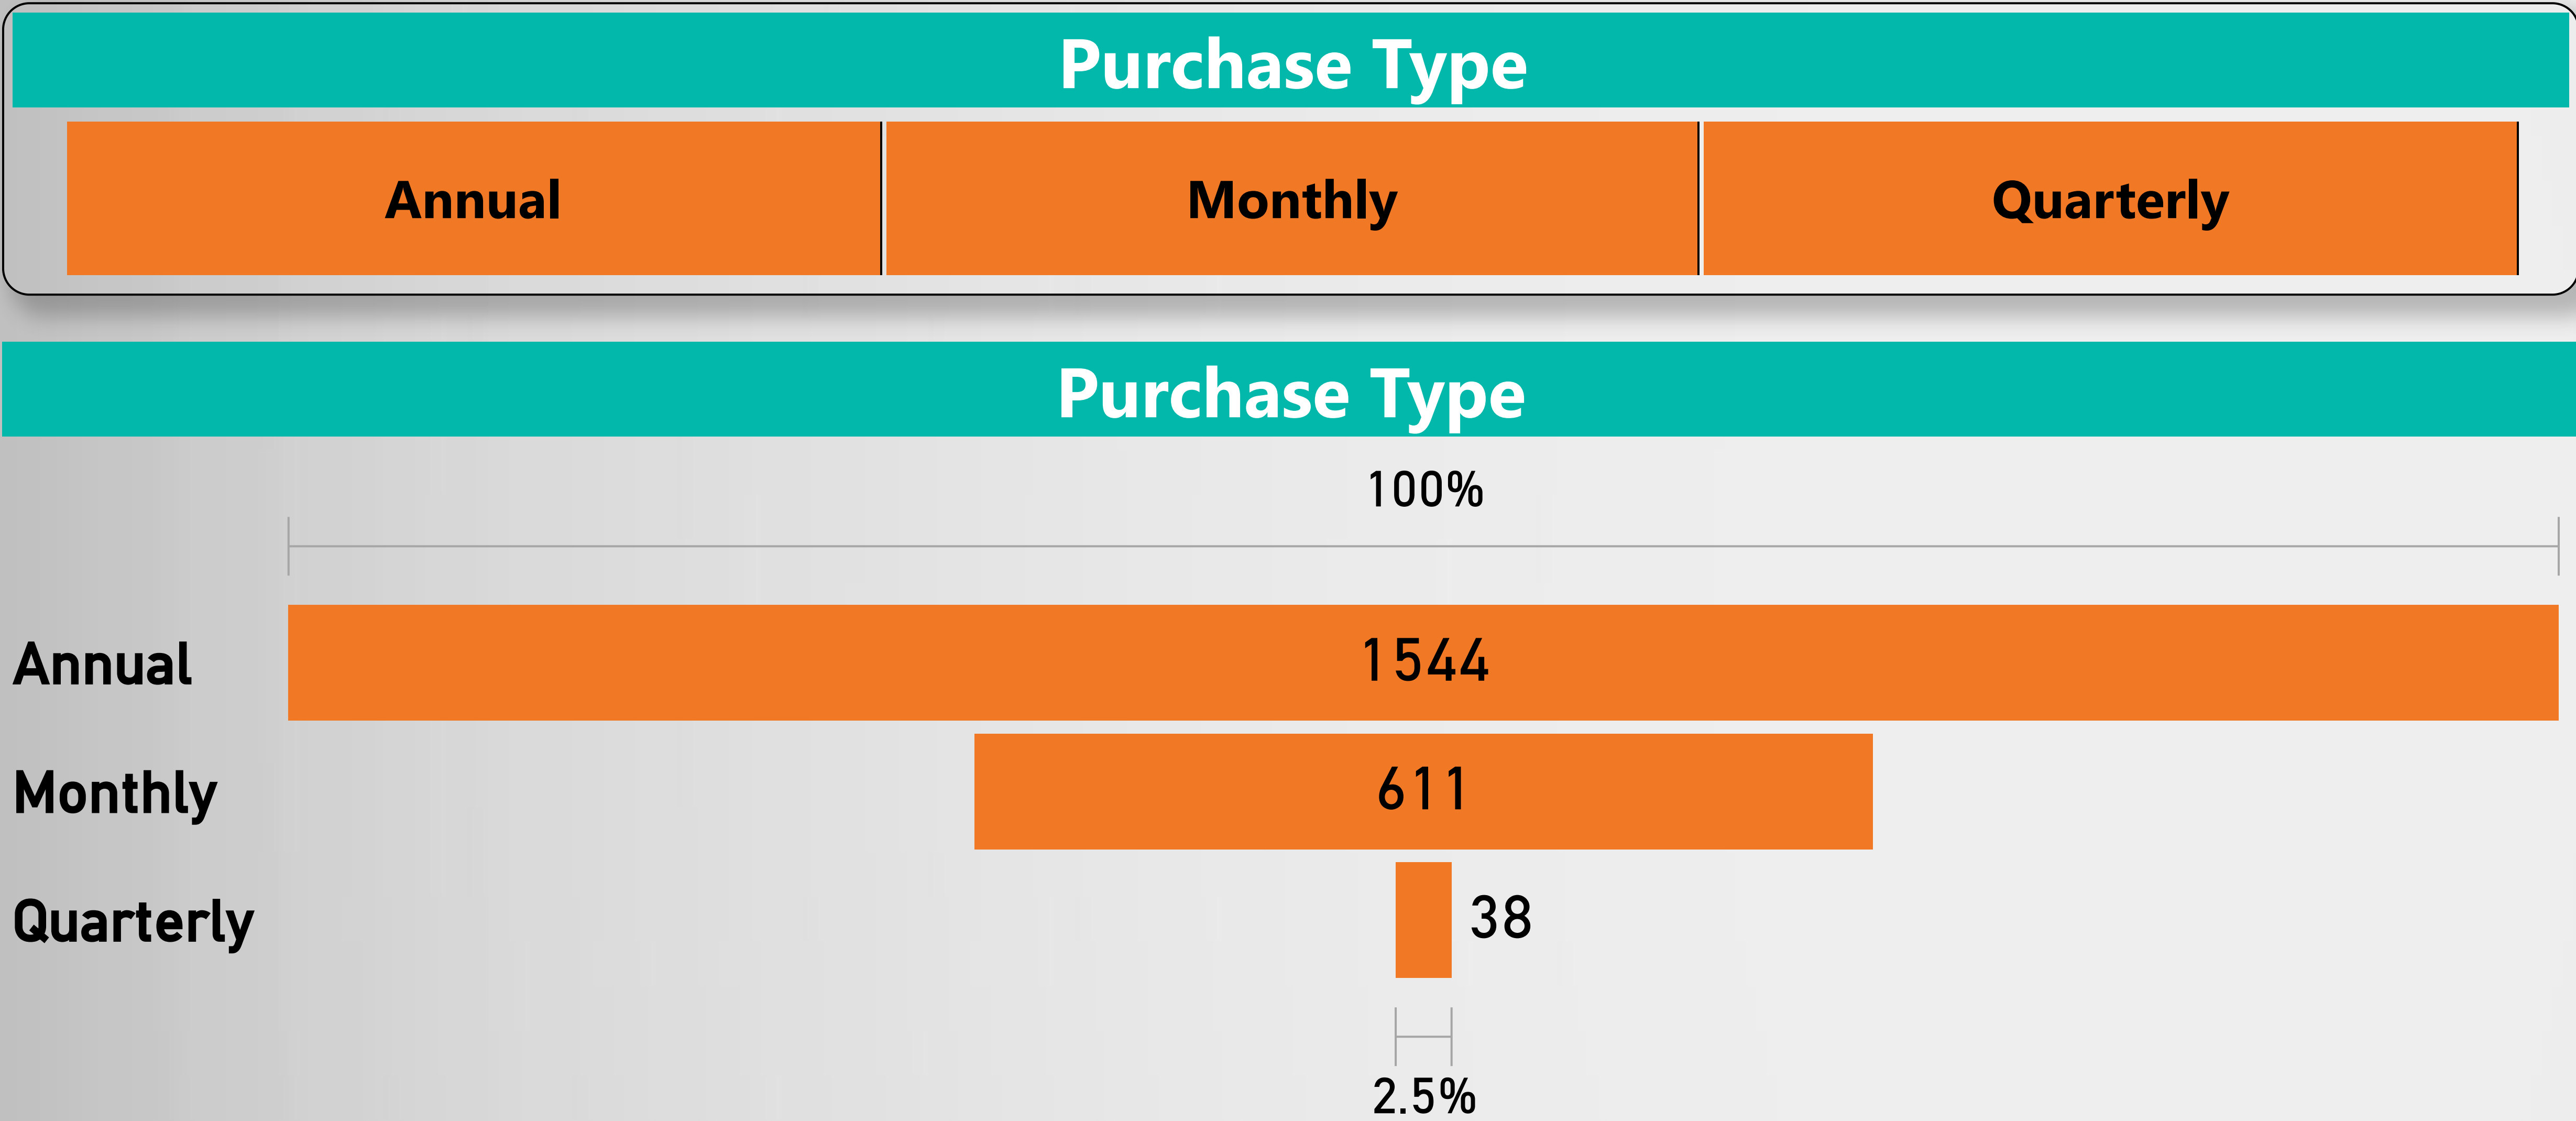 Purchase Type
Annual Monthly Quarterly
Purchase Type
100%
Annual 1544
Monthly 611
Quarterly 38
2.5%